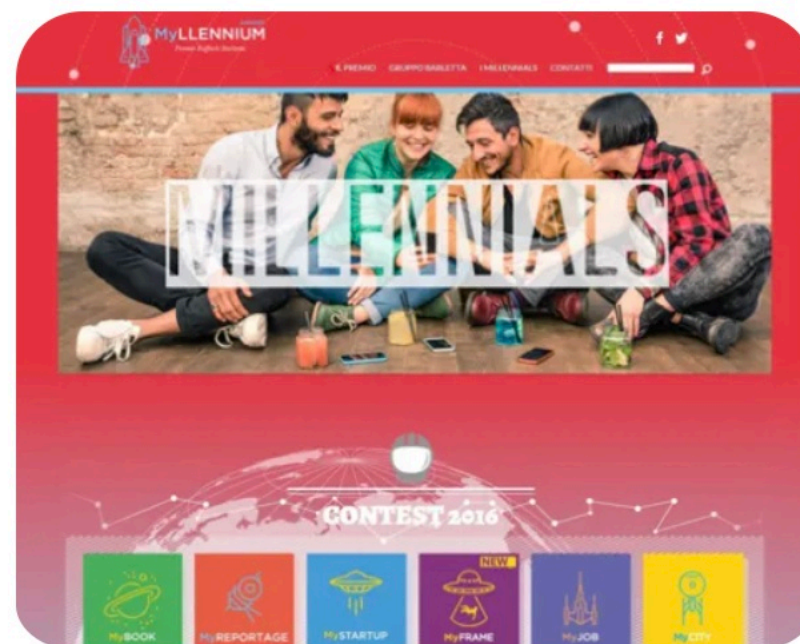 MyLLENNIUM
IL PREMIO GRUPPO BARLETTA I MILLENNIALS CONTATTI
MILLENNIALS
CONTEST 2016
NEW
MyBOOK MyREPORTAGE MySTARTUP MyFRAME MyJOB MyCITY